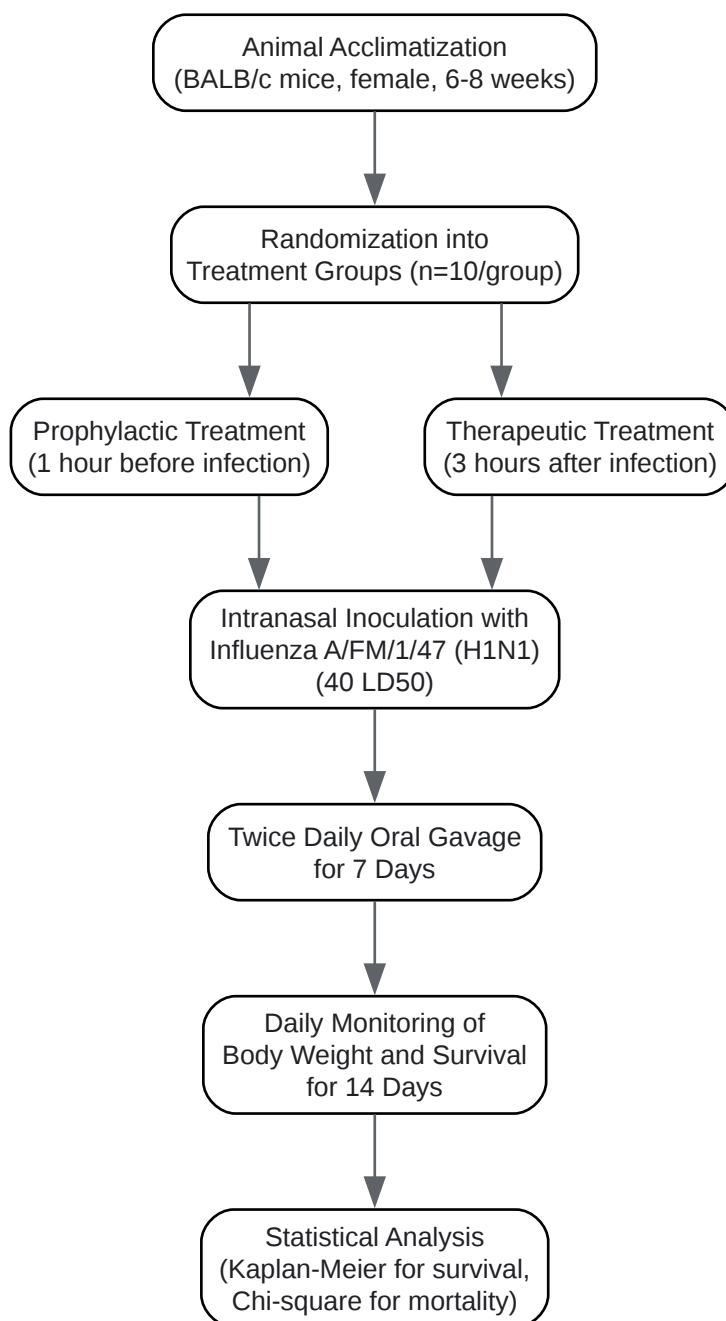 Animal Acclimatization
(BALB/c mice, female, 6-8 weeks)
Randomization into
Treatment Groups (n=10/group)
Prophylactic Treatment
(1 hour before infection)
Therapeutic Treatment
(3 hours after infection)
Intranasal Inoculation with
Influenza A/FM/1/47 (H1N1)
(40 LD50)
Twice Daily Oral Gavage
for 7 Days
Daily Monitoring of
Body Weight and Survival
for 14 Days
Statistical Analysis
(Kaplan-Meier for survival,
Chi-square for mortality)